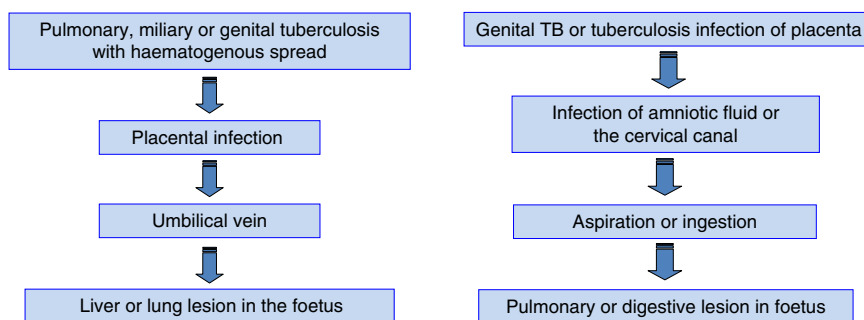 Pulmonary, miliary or genital tuberculosis
with haematogenous spread
Placental infection
Umbilical vein
Liver or lung lesion in the foetus
Genital TB or tuberculosis infection of placenta
Infection of amniotic fluid or
the cervical canal
Aspiration or ingestion
Pulmonary or digestive lesion in foetus